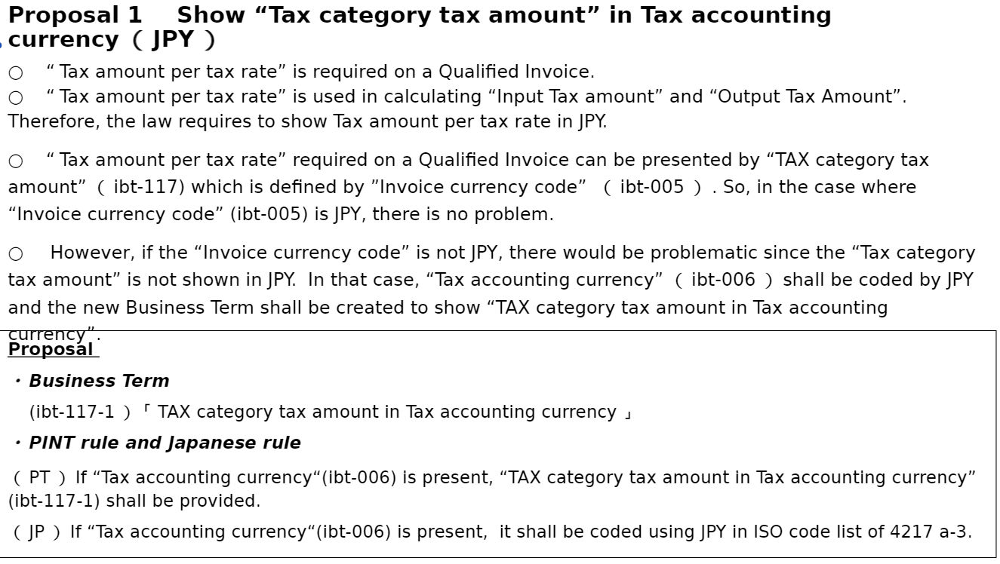 Proposal 1　Show “Tax category tax amount” in Tax accounting
currency（JPY）
○　“Tax amount per tax rate” is required on a Qualified Invoice.
○　“Tax amount per tax rate” is used in calculating “Input Tax amount” and “Output Tax Amount”.
Therefore, the law requires to show Tax amount per tax rate in JPY.
○　“Tax amount per tax rate” required on a Qualified Invoice can be presented by “TAX category tax
amount”（ibt-117) which is defined by ”Invoice currency code” （ibt-005）. So, in the case where
“Invoice currency code” (ibt-005) is JPY, there is no problem.
○　However, if the “Invoice currency code” is not JPY, there would be problematic since the “Tax category
tax amount” is not shown in JPY.  In that case, “Tax accounting currency”（ibt-006）shall be coded by JPY
and the new Business Term shall be created to show “TAX category tax amount in Tax accounting
currency”.
Proposal
・Business Term
(ibt-117-1）「TAX category tax amount in Tax accounting currency」
・PINT rule and Japanese rule
（PT）If “Tax accounting currency“(ibt-006) is present, “TAX category tax amount in Tax accounting currency”
(ibt-117-1) shall be provided.
（JP）If “Tax accounting currency“(ibt-006) is present,  it shall be coded using JPY in ISO code list of 4217 a-3.